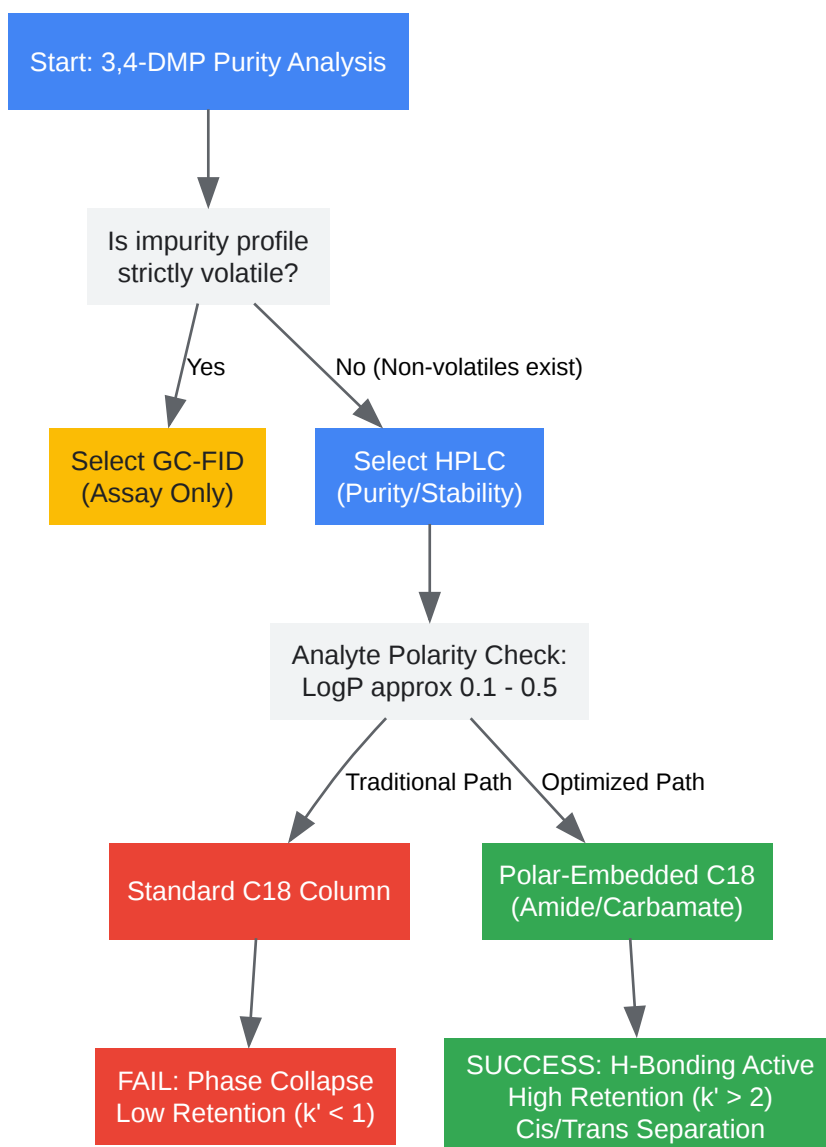 Start: 3,4-DMP Purity Analysis
Is impurity profile
strictly volatile?
Yes
No (Non-volatiles exist)
Select GC-FID
(Assay Only)
Select HPLC
(Purity/Stability)
Analyte Polarity Check:
LogP approx 0.1 - 0.5
Traditional Path
Optimized Path
Standard C18 Column
Polar-Embedded C18
(Amide/Carbamate)
FAIL: Phase Collapse
Low Retention (k' < 1)
SUCCESS: H-Bonding Active
High Retention (k' > 2)
Cis/Trans Separation